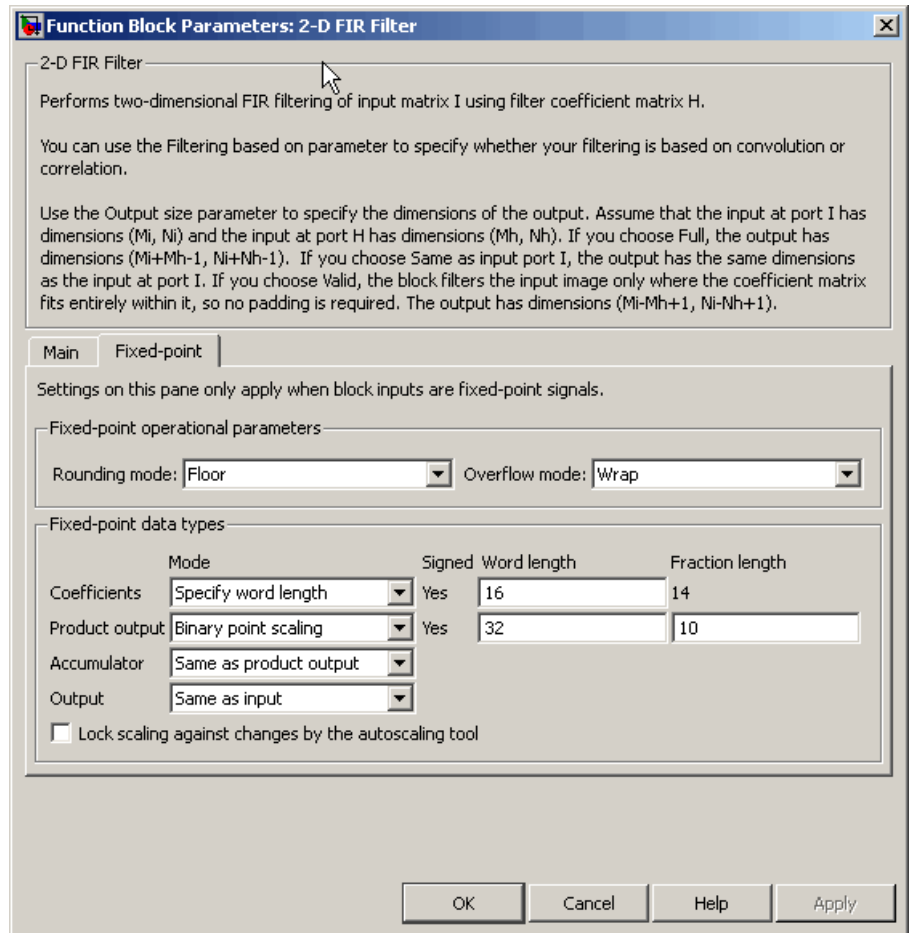 Function Block Parameters: 2-D FIR Filter
2-D FIR Filter
Performs two-dimensional FIR filtering of input matrix I using filter coefficient matrix H.
You can use the Filtering based on parameter to specify whether your filtering is based on convolution or
correlation.
Use the Output size parameter to specify the dimensions of the output. Assume that the input at port I has
dimensions (Mi, Ni) and the input at port H has dimensions (Mh, Nh). If you choose Full, the output has
dimensions (Mi+Mh-1, Ni+Nh-1).  If you choose Same as input port I, the output has the same dimensions
as the input at port I. If you choose Valid, the block filters the input image only where the coefficient matrix
fits entirely within it, so no padding is required. The output has dimensions (Mi-Mh+1, Ni-Nh+1).
Main Fixed-point
Settings on this pane only apply when block inputs are fixed-point signals.
Fixed-point operational parameters
Rounding mode: Floor Overflow mode: Wrap
Fixed-point data types
Mode Signed Word length Fraction length
Coefficients Specify word length Yes 16 14
Product output Binary point scaling Yes 32 10
Accumulator Same as product output
Output Same as input
Lock scaling against changes by the autoscaling tool
OK Cancel Help Apply